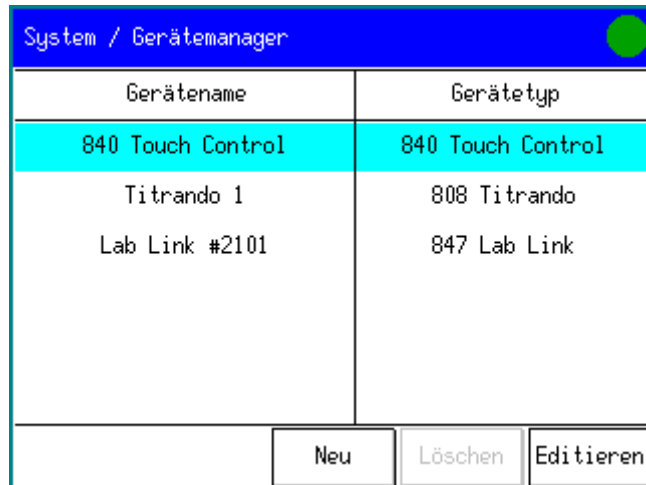 System / Gerätemanager
Gerätename Gerätetyp
840 Touch Control 840 Touch Control
Titrando 1 808 Titrando
Lab Link #2101 847 Lab Link
Neu Löschen Editieren